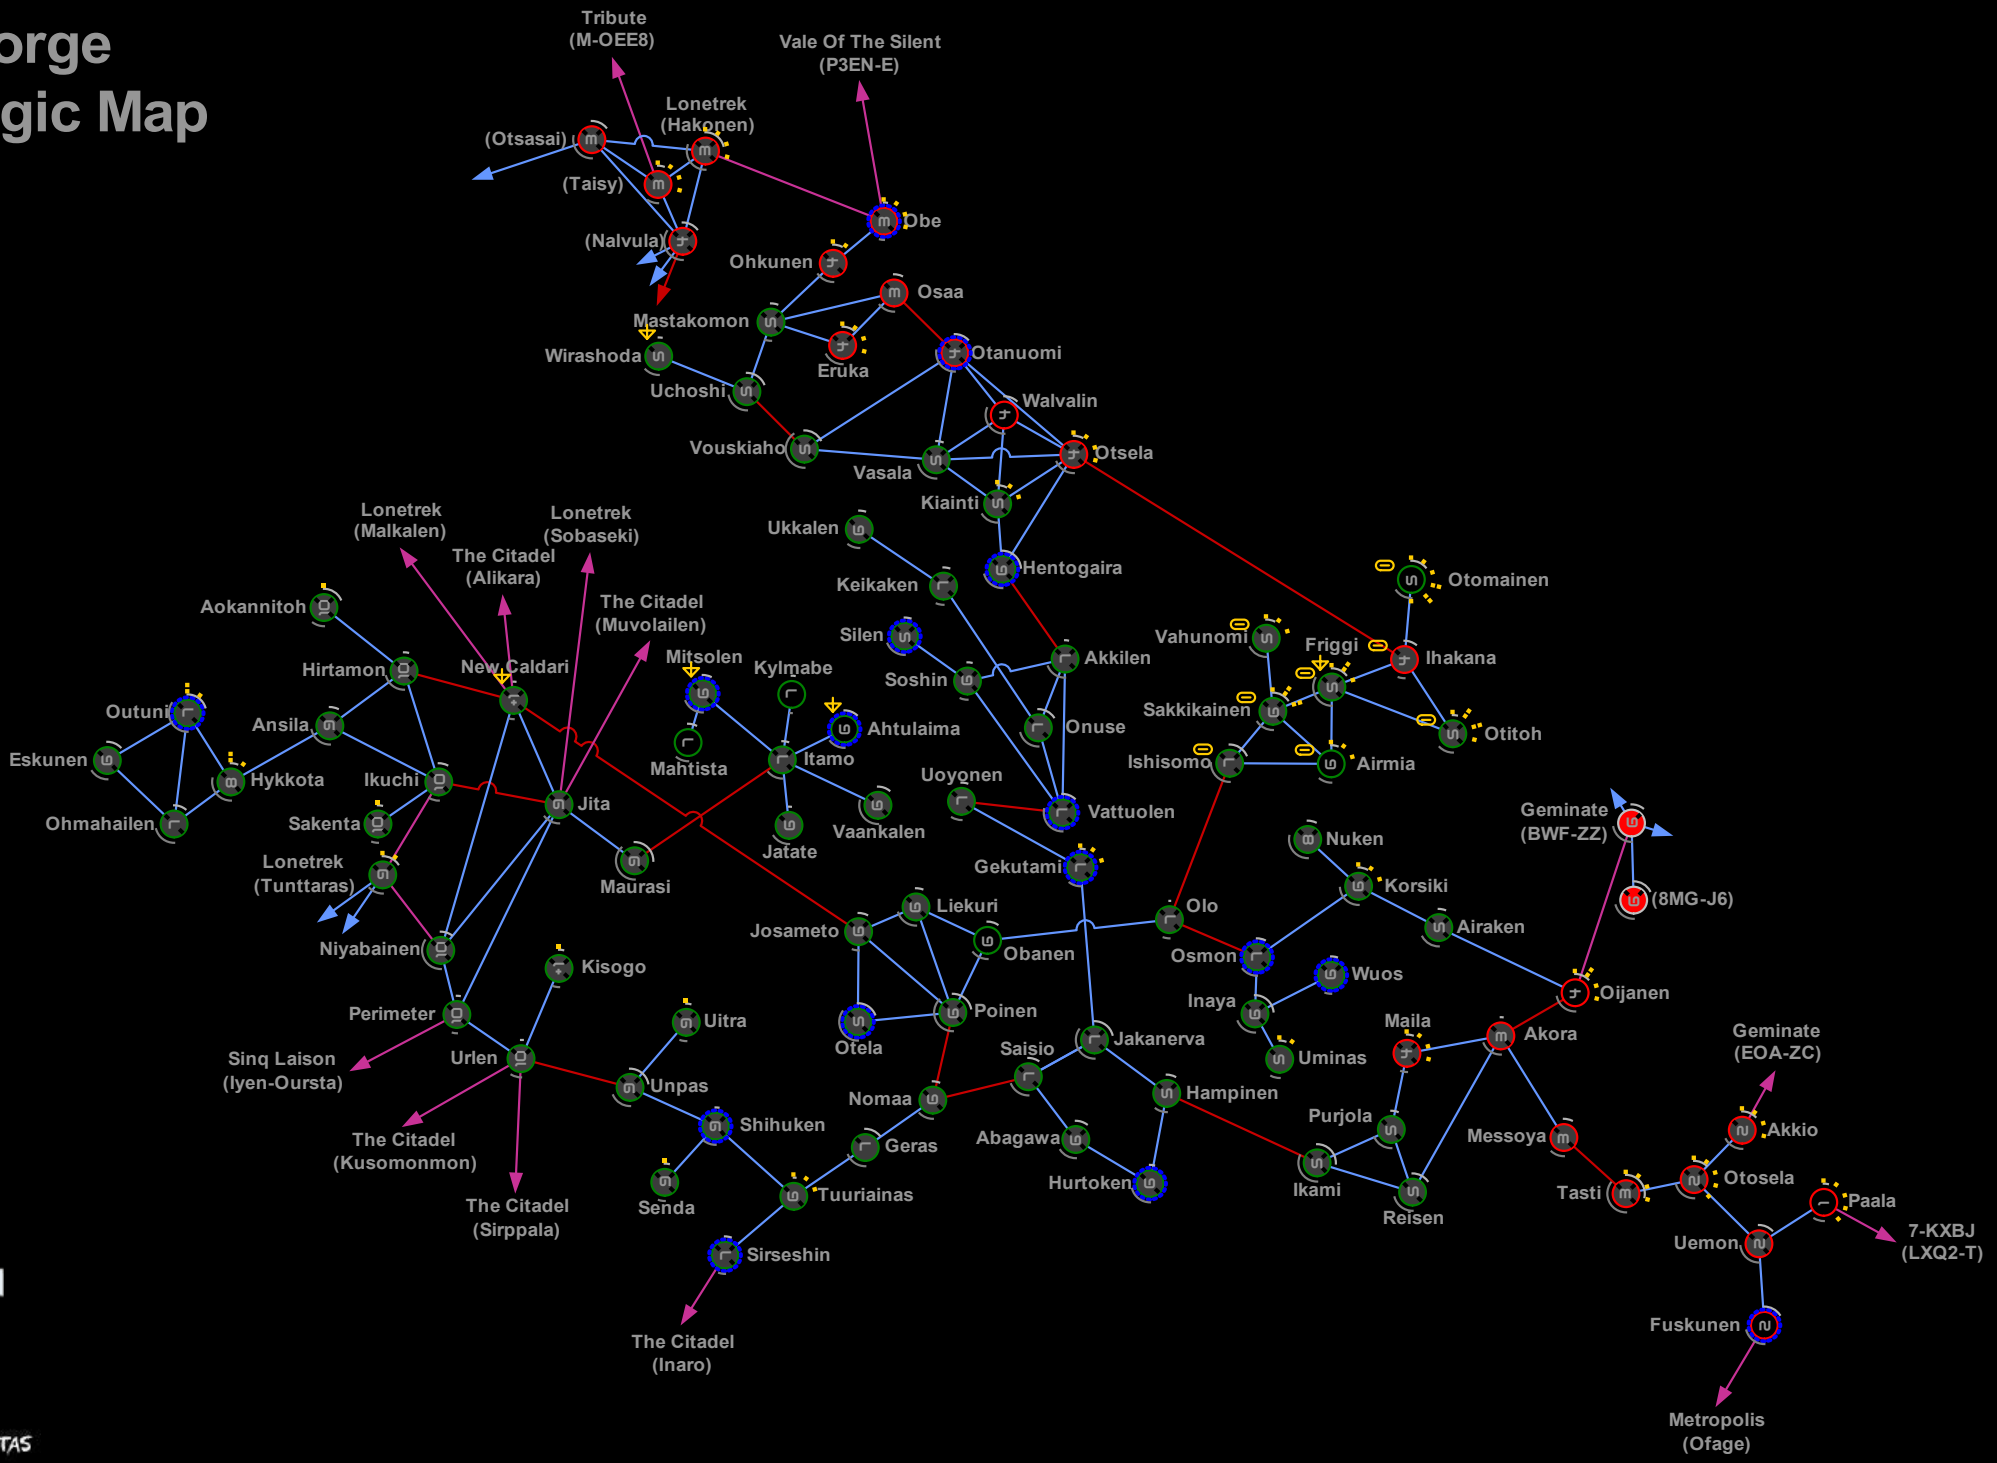 orge
gic Map
Tribute
(M-OEE8)
Vale Of The Silent
(P3EN-E)
Lonetrek
(Hakonen)
(Otsasai)
(Taisy)
(Nalvula)
Obe
Ohkunen
Osaa
Mastakomon
Wirashoda
Eruka
Otanuomi
Uchoshi
Walvalin
Vouskiaho
Vasala
Otsela
Kiainti
Lonetrek
(Malkalen)
Lonetrek
(Sobaseki)
Ukkalen
The Citadel
(Alikara)
Hentogaira
Keikaken
Otomainen
Aokannitoh
The Citadel
(Muvolailen)
Silen
Vahunomi
Friggi
Hirtamon
New Caldari
Mitsolen
Kylmabe
Soshin
Akkilen
Ihakana
Outuni
Ansila
Ahtulaima
Onuse
Sakkikainen
Otitoh
Eskunen
Hykkota
Ikuchi
Mahtista
Itamo
Uoyonen
Ishisomo
Airmia
Ohmahailen
Sakenta
Jita
Vaankalen
Vattuolen
Geminate
(BWF-ZZ)
Jatate
Nuken
Lonetrek
(Tunttaras)
Maurasi
Gekutami
Korsiki
(8MG-J6)
Liekuri
Olo
Josameto
Obanen
Airaken
Niyabainen
Osmon
Kisogo
Wuos
Oijanen
Inaya
Perimeter
Uitra
Poinen
Maila
Otela
Jakanerva
Akora
Geminate
(EOA-ZC)
Sinq Laison
(Iyen-Oursta)
Urlen
Saisio
Uminas
Unpas
Nomaa
Hampinen
Purjola
Shihuken
Geras
Abagawa
Messoya
Akkio
The Citadel
(Kusomonmon)
Hurtoken
Ikami
Otosela
Senda
Tuuriainas
Reisen
Tasti
Paala
The Citadel
(Sirppala)
7-KXBJ
(LXQ2-T)
Uemon
Sirseshin
Fuskunen
The Citadel
(Inaro)
Metropolis
(Ofage)
TAS